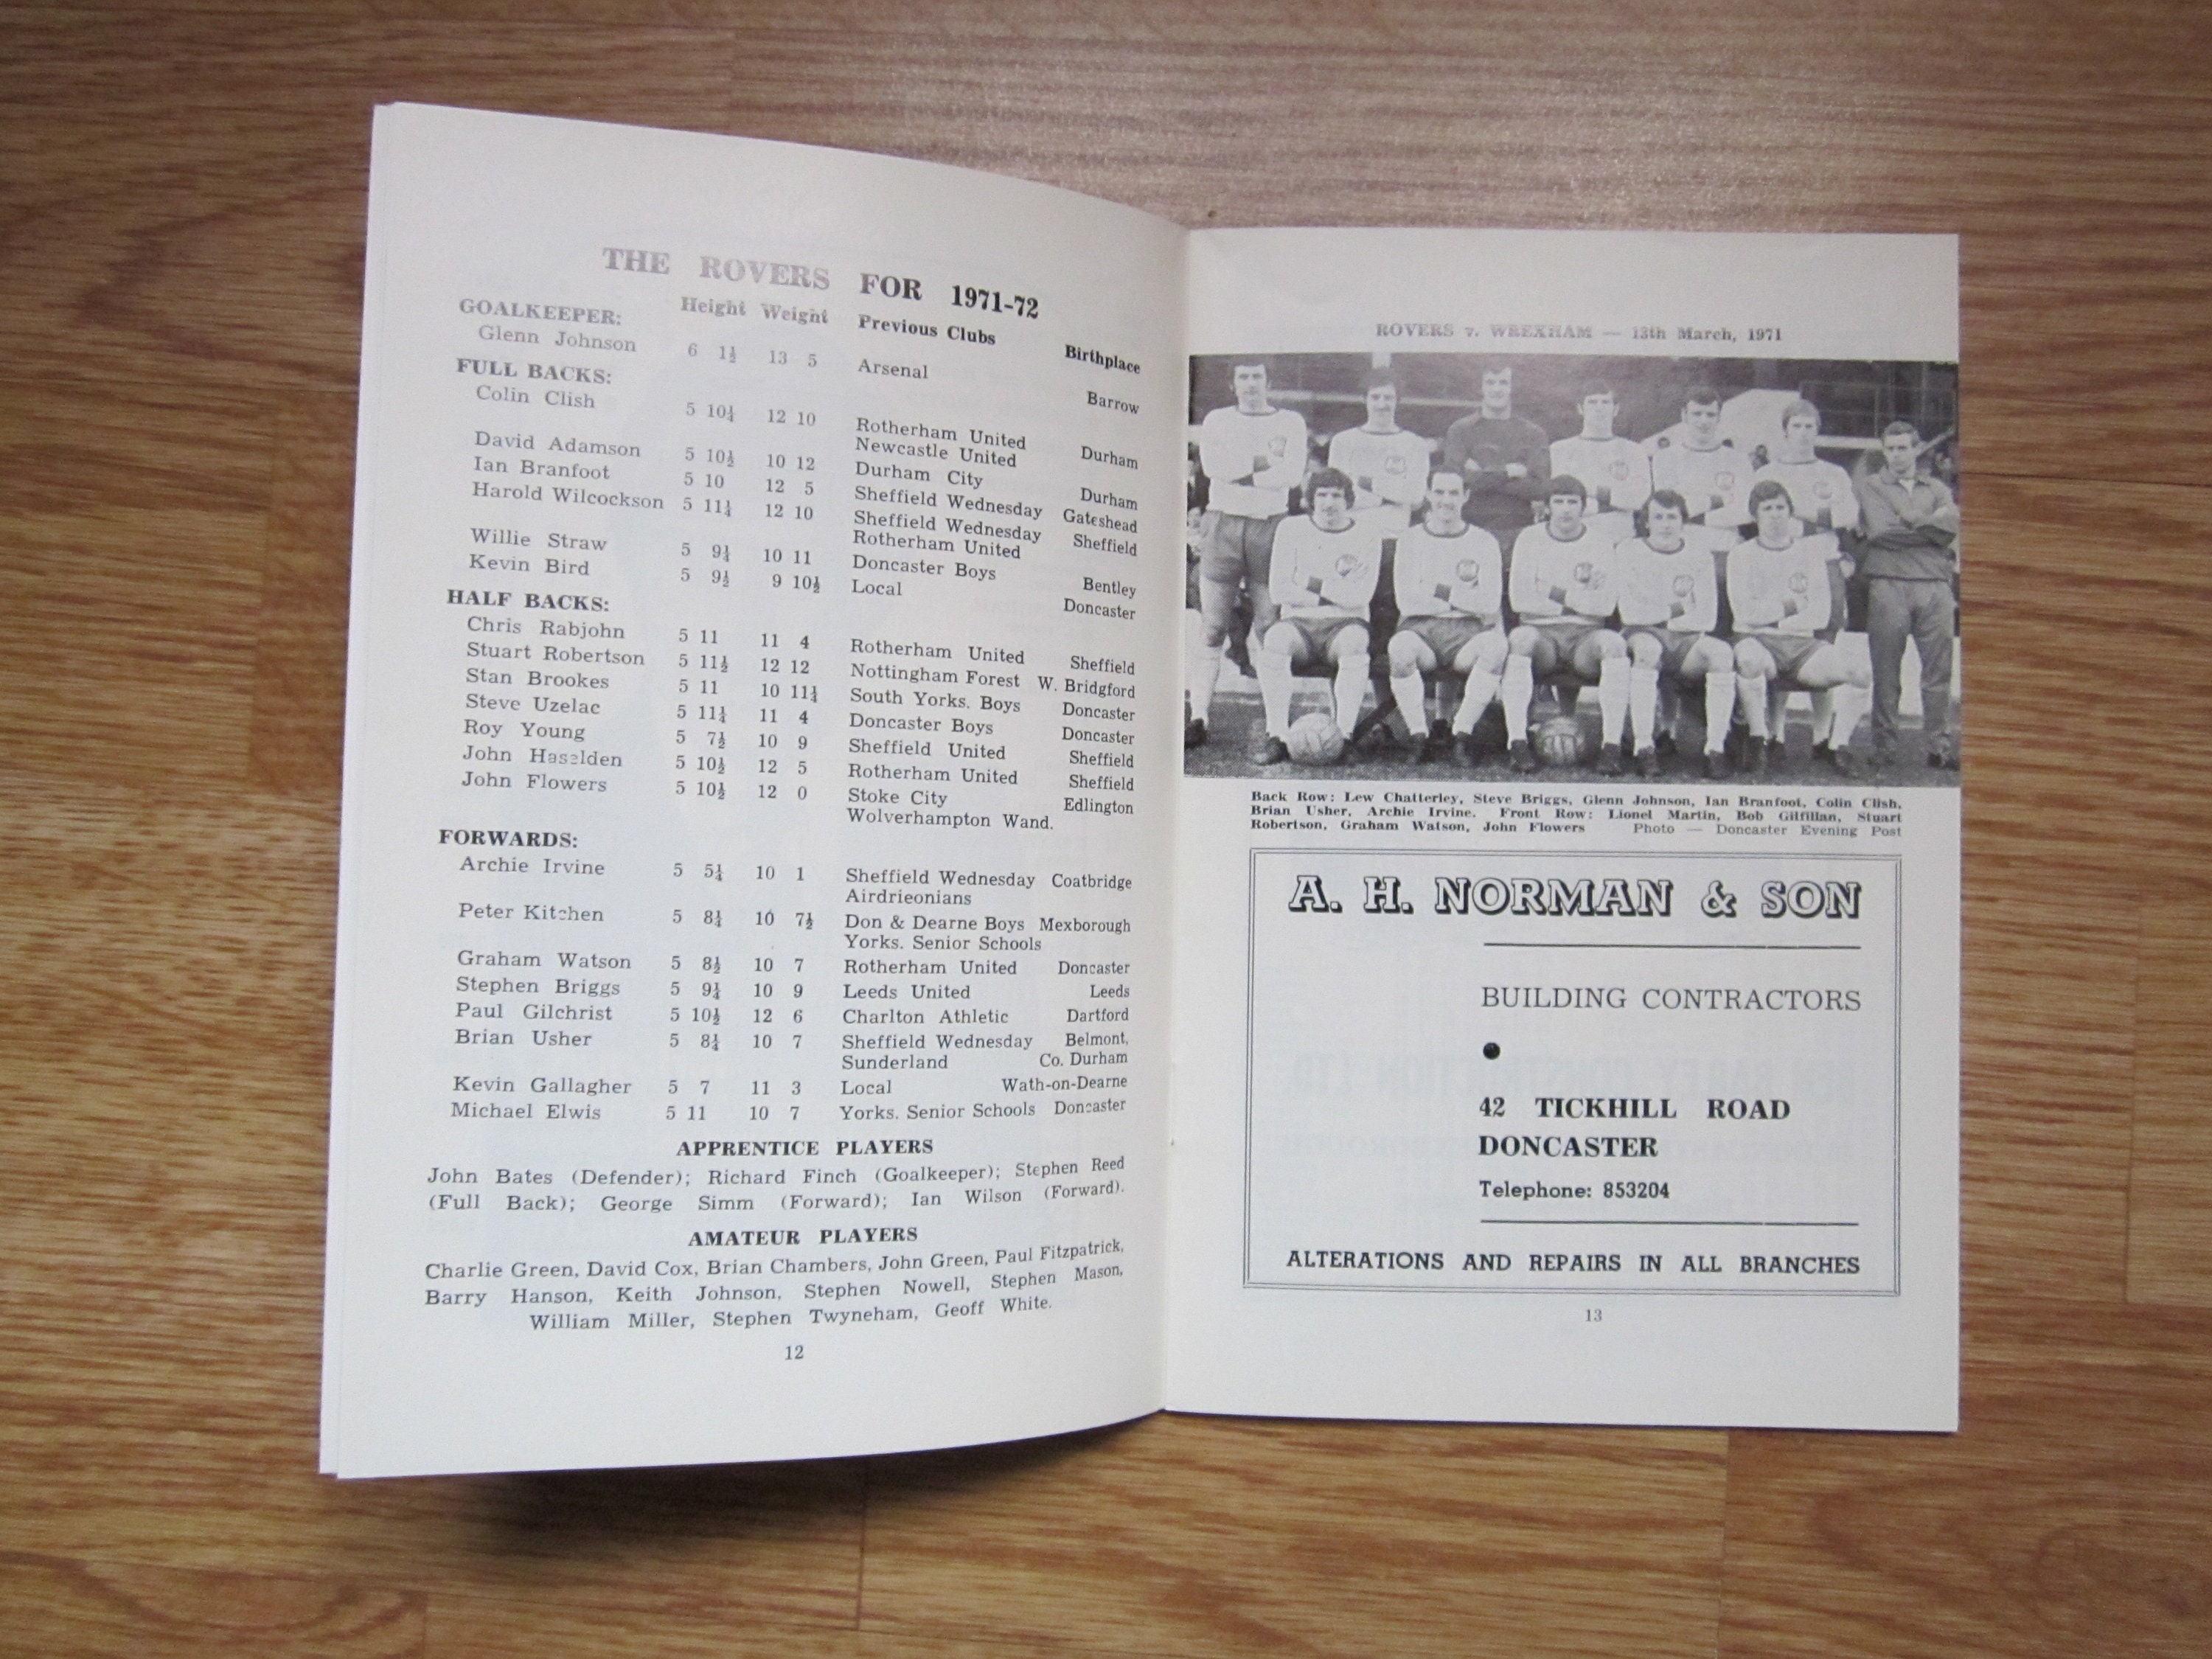 THE ROVERS FOR 1971-72
Height Weight Previous Clubs Birthplace
GOALKEEPER:
Glenn Johnson 6 1½ 13 5 Arsenal Barrow
FULL BACKS:
Colin Clish 5 10¼ 12 10 Rotherham United Durham
Newcastle United
David Adamson 5 10½ 10 12 Durham City Durham
Ian Branfoot 5 10 12 5 Sheffield Wednesday Gateshead
Harold Wilcockson 5 11¼ 12 10 Sheffield Wednesday Sheffield
Rotherham United
Willie Straw 5 9¼ 10 11 Doncaster Boys Bentley
Kevin Bird 5 9½ 9 10½ Local Doncaster
HALF BACKS:
Chris Rabjohn 5 11 11 4 Rotherham United Sheffield
Stuart Robertson 5 11½ 12 12 Nottingham Forest W. Bridgford
Stan Brookes 5 11 10 11¼ South Yorks. Boys Doncaster
Steve Uzelac 5 11¼ 11 4 Doncaster Boys Doncaster
Roy Young 5 7½ 10 9 Sheffield United Sheffield
John Haselden 5 10½ 12 5 Rotherham United Sheffield
John Flowers 5 10½ 12 0 Stoke City Edlington
Wolverhampton Wand.
FORWARDS:
Archie Irvine 5 5¼ 10 1 Sheffield Wednesday Coatbridge
Airdrieonians
Peter Kitchen 5 8¼ 10 7½ Don & Dearne Boys Mexborough
Yorks. Senior Schools
Graham Watson 5 8½ 10 7 Rotherham United Doncaster
Stephen Briggs 5 9¼ 10 9 Leeds United Leeds
Paul Gilchrist 5 10½ 12 6 Charlton Athletic Dartford
Brian Usher 5 8¼ 10 7 Sheffield Wednesday Belmont,
Sunderland Co. Durham
Kevin Gallagher 5 7 11 3 Local Wath-on-Dearne
Michael Elwis 5 11 10 7 Yorks. Senior Schools Doncaster
APPRENTICE PLAYERS
John Bates (Defender); Richard Finch (Goalkeeper); Stephen Reed
(Full Back); George Simm (Forward); Ian Wilson (Forward).
AMATEUR PLAYERS
Charlie Green, David Cox, Brian Chambers, John Green, Paul Fitzpatrick,
Barry Hanson, Keith Johnson, Stephen Nowell, Stephen Mason,
William Miller, Stephen Twyneham, Geoff White.
12
ROVERS v. WREXHAM — 13th March, 1971
Back Row: Lew Chatterley, Steve Briggs, Glenn Johnson, Ian Branfoot, Colin Clish,
Brian Usher, Archie Irvine. Front Row: Lionel Martin, Bob Gilfillan, Stuart
Robertson, Graham Watson, John Flowers Photo — Doncaster Evening Post
A. H. NORMAN & SON
BUILDING CONTRACTORS
42 TICKHILL ROAD
DONCASTER
Telephone: 853204
ALTERATIONS AND REPAIRS IN ALL BRANCHES
13